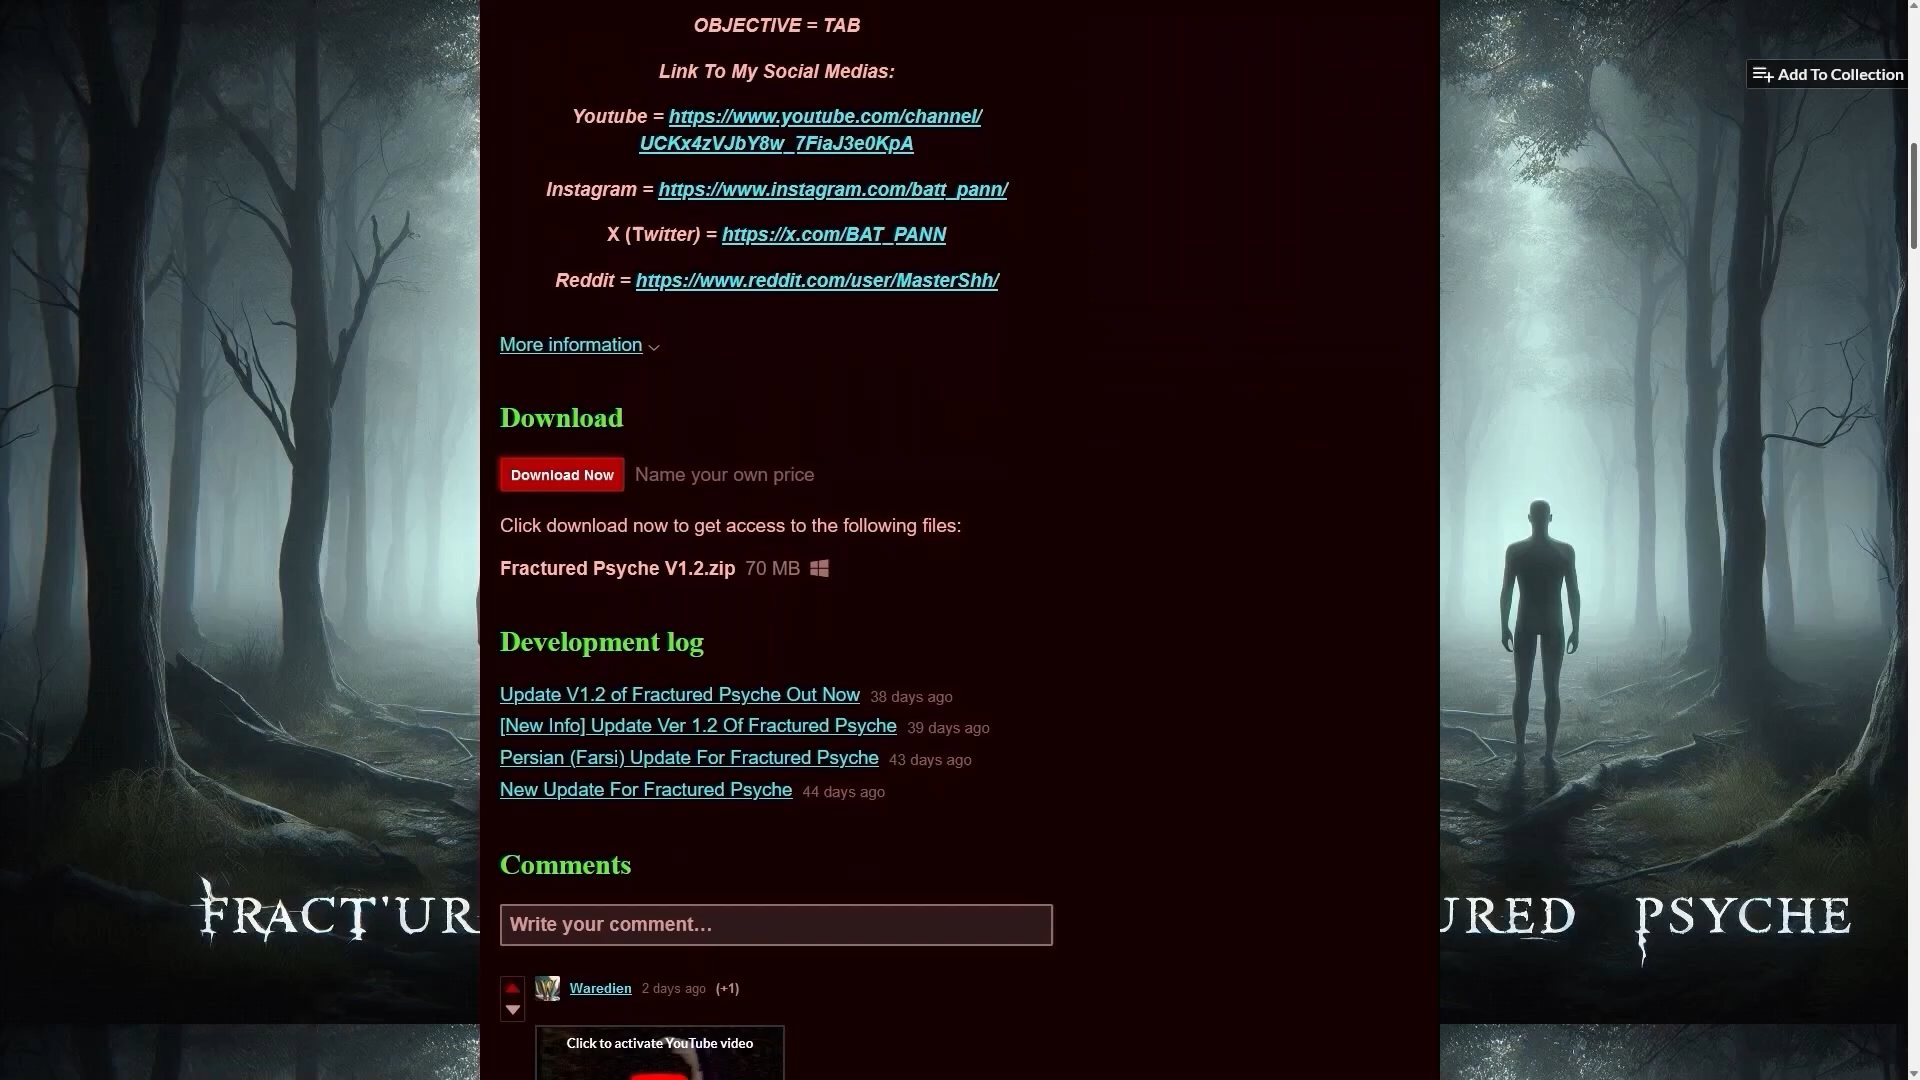 OBJECTIVE = TAB
Add To Collection
Link To My Social Medias:
Youtube = https://www.youtube.com/channel/
UCKx4zVJbY8w_7FiaJ3e0KpA
Instagram = https://www.instagram.com/batt_pann/
X (Twitter) = https://x.com/BAT_PANN
Reddit = https://www.reddit.com/user/MasterShh/
More information
Download
Download Now Name your own price
Click download now to get access to the following files:
Fractured Psyche V1.2.zip 70 MB
Development log
Update V1.2 of Fractured Psyche Out Now 38 days ago
[New Info] Update Ver 1.2 Of Fractured Psyche 39 days ago
Persian (Farsi) Update For Fractured Psyche 43 days ago
New Update For Fractured Psyche 44 days ago
Comments
FRACT'UR
URED PSYCHE
Write your comment...
Waredien 2 days ago (+1)
Click to activate YouTube video